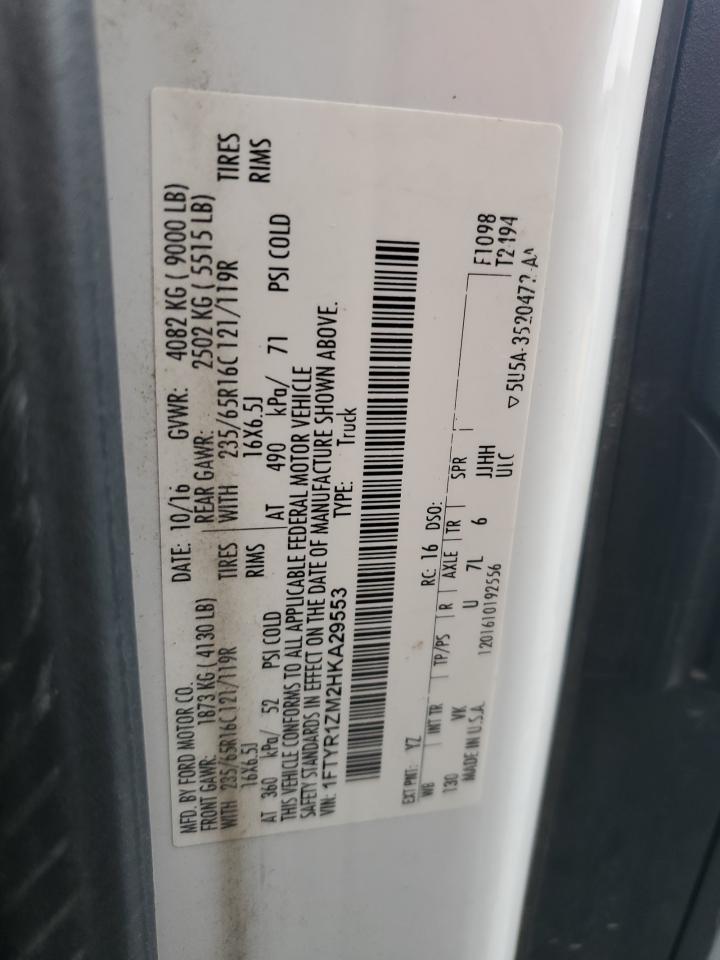 MFD. BY FORD MOTOR CO.
DATE: 10/16 GVWR: 4082 KG ( 9000 LB)
FRONT GAWR: 1873 KG ( 4130 LB) REAR GAWR: 2502 KG ( 5515 LB)
WITH 235/65R16C 121/119R TIRES WITH 235/65R16C 121/119R TIRES
16X6.5J RIMS 16X6.5J RIMS
AT 360 kPa/ 52 PSI COLD AT 490 kPa/ 71 PSI COLD
THIS VEHICLE CONFORMS TO ALL APPLICABLE FEDERAL MOTOR VEHICLE
SAFETY STANDARDS IN EFFECT ON THE DATE OF MANUFACTURE SHOWN ABOVE.
VIN: 1FTYR1ZM2HKA29553 TYPE: Truck
EXT PNT: YZ RC: 16 DSO:
WB INT TR TP/PS R AXLE TR SPR
130 VK U 7L 6 JJHH F1098
MADE IN U.S.A. 1201610192556 UIC T2194
5U5A-3520472-AA